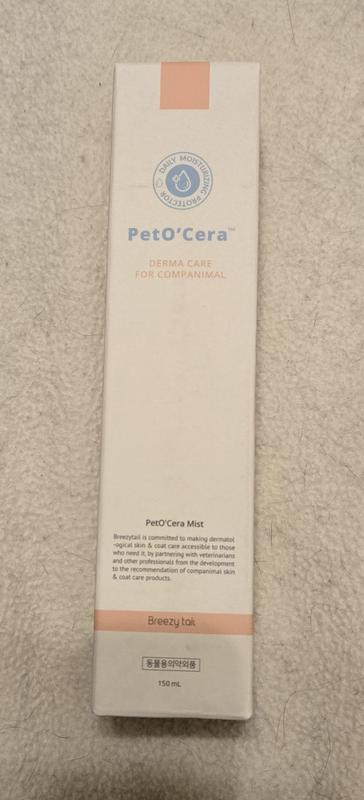 DAILY MOISTURIZING PROTECTOR
PetO'Cera™
DERMA CARE
FOR COMPANIMAL
PetO'Cera Mist
Breezytail is committed to making dermatol
-ogical skin & coat care accessible to those
who need it, by partnering with veterinarians
and other professionals from the development
to the recommendation of companimal skin
& coat care products.
Breezy tail
동물용의약외품
150 mL